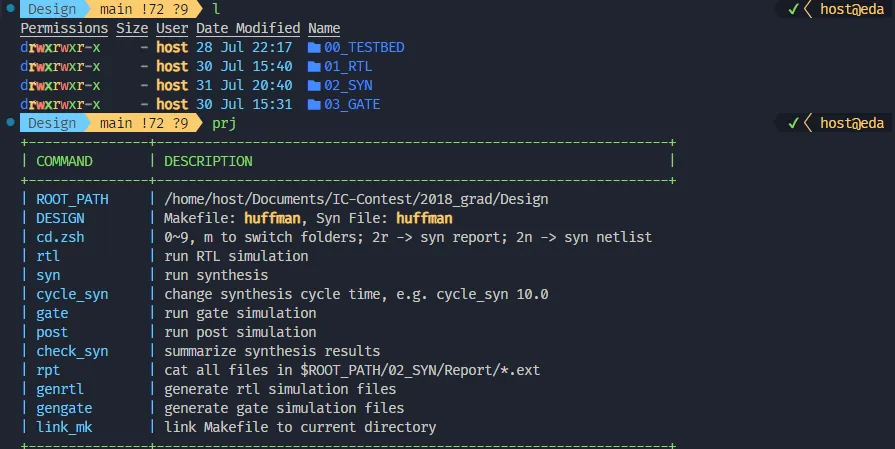 Design main !72 ?9 l ✓ host@eda
Permissions Size User Date Modified Name
drwxrwxr-x - host 28 Jul 22:17 00_TESTBED
drwxrwxr-x - host 30 Jul 15:40 01_RTL
drwxrwxr-x - host 31 Jul 20:40 02_SYN
drwxrwxr-x - host 30 Jul 15:31 03_GATE
Design main !72 ?9 prj ✓ host@eda
+---------------+----------------------------------------------------------------+
| COMMAND | DESCRIPTION |
+---------------+----------------------------------------------------------------+
| ROOT_PATH | /home/host/Documents/IC-Contest/2018_grad/Design
| DESIGN | Makefile: huffman, Syn File: huffman
| cd.zsh | 0~9, m to switch folders; 2r -> syn report; 2n -> syn netlist
| rtl | run RTL simulation
| syn | run synthesis
| cycle_syn | change synthesis cycle time, e.g. cycle_syn 10.0
| gate | run gate simulation
| post | run post simulation
| check_syn | summarize synthesis results
| rpt | cat all files in $ROOT_PATH/02_SYN/Report/*.ext
| genrtl | generate rtl simulation files
| gengate | generate gate simulation files
| link_mk | link Makefile to current directory
+---------------+----------------------------------------------------------------+